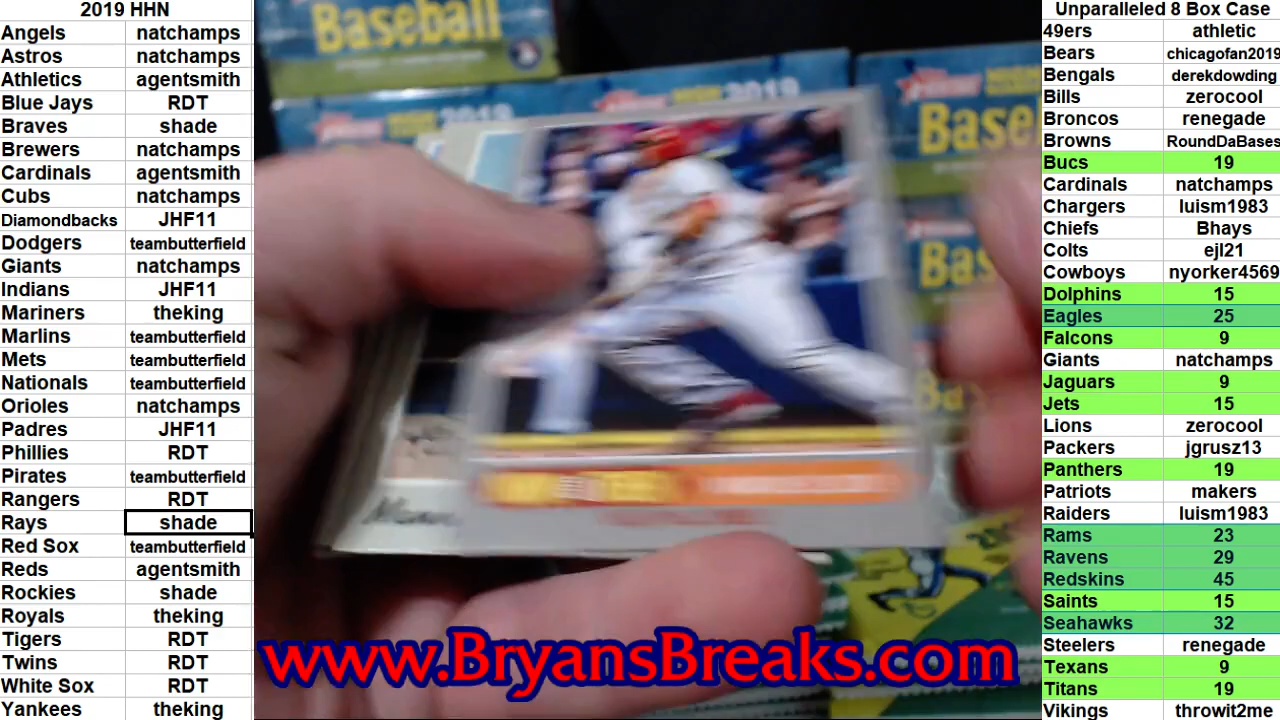 2019 HHN
Angels natchamps
Astros natchamps
Athletics agentsmith
Blue Jays RDT
Braves shade
Brewers natchamps
Cardinals agentsmith
Cubs natchamps
Diamondbacks JHF11
Dodgers teambutterfield
Giants natchamps
Indians JHF11
Mariners theking
Marlins teambutterfield
Mets teambutterfield
Nationals teambutterfield
Orioles natchamps
Padres JHF11
Phillies RDT
Pirates teambutterfield
Rangers RDT
Rays shade
Red Sox teambutterfield
Reds agentsmith
Rockies shade
Royals theking
Tigers RDT
Twins RDT
White Sox RDT
Yankees theking
Baseball
2019
2019
Base
Bas
Ba
www.BryansBreaks.com
Unparalleled 8 Box Case
49ers athletic
Bears chicagofan2019
Bengals derekdowding
Bills zerocool
Broncos renegade
Browns RoundDaBases
Bucs 19
Cardinals natchamps
Chargers luism1983
Chiefs Bhays
Colts ejl21
Cowboys nyorker4569
Dolphins 15
Eagles 25
Falcons 9
Giants natchamps
Jaguars 9
Jets 15
Lions zerocool
Packers jgrusz13
Panthers 19
Patriots makers
Raiders luism1983
Rams 23
Ravens 29
Redskins 45
Saints 15
Seahawks 32
Steelers renegade
Texans 9
Titans 19
Vikings throwit2me